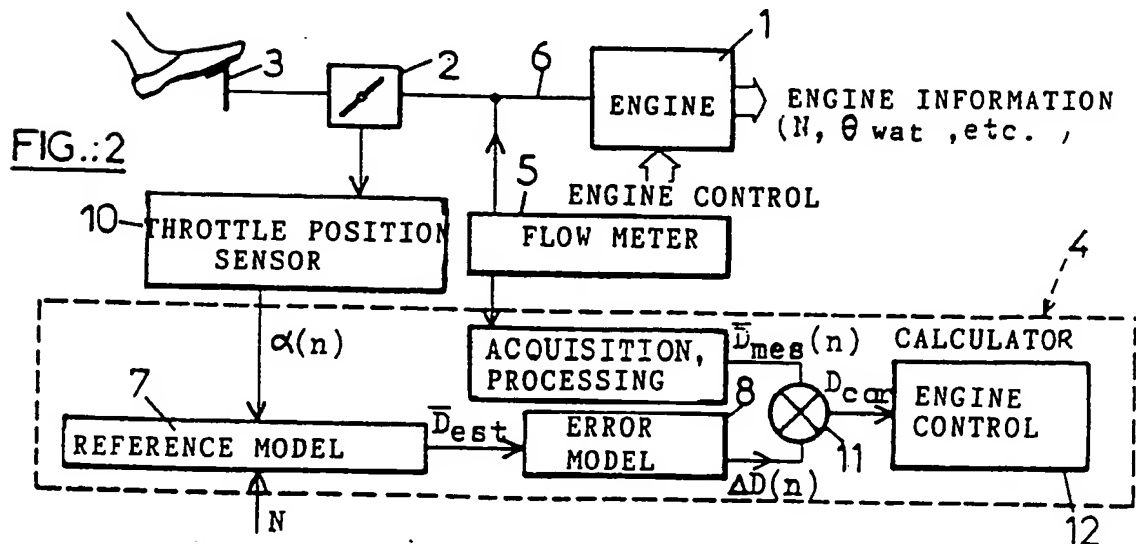 1
3
2
6
ENGINE
ENGINE INFORMATION
(N, θ wat ,etc. ,
FIG.:2
5
ENGINE CONTROL
10
THROTTLE POSITION
SENSOR
FLOW METER
4
α(n)
ACQUISITION,
PROCESSING
D̅mes(n)
CALCULATOR
7
8
Dcor
ENGINE
CONTROL
REFERENCE MODEL
D̅est
ERROR
MODEL
11
ΔD(n)
N
12